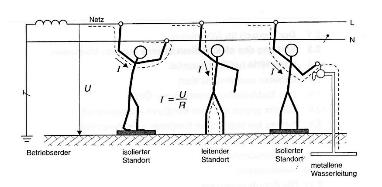 Netz
L
N
U
I
I
I
I = U/R
Betriebserder
isolierter
Standort
leitender
Standort
Isolierter
Standort
metallene
Wasserleitung